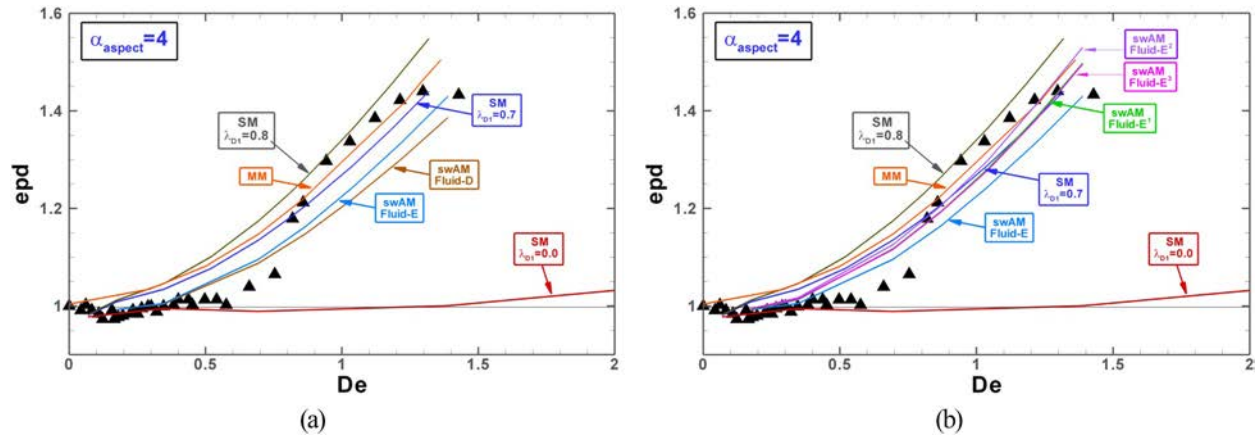 1.6
α_aspect=4
1.4
SM
λ_D1=0.7
SM
λ_D1=0.8
epd
MM
swAM
Fluid-D
swAM
Fluid-E
1.2
SM
λ_D1=0.0
1
0
0.5
1
1.5
2
De
(a)
1.6
α_aspect=4
swAM
Fluid-E²
swAM
Fluid-E³
1.4
swAM
Fluid-E¹
SM
λ_D1=0.8
epd
MM
SM
λ_D1=0.7
1.2
swAM
Fluid-E
SM
λ_D1=0.0
1
0
0.5
1
1.5
2
De
(b)